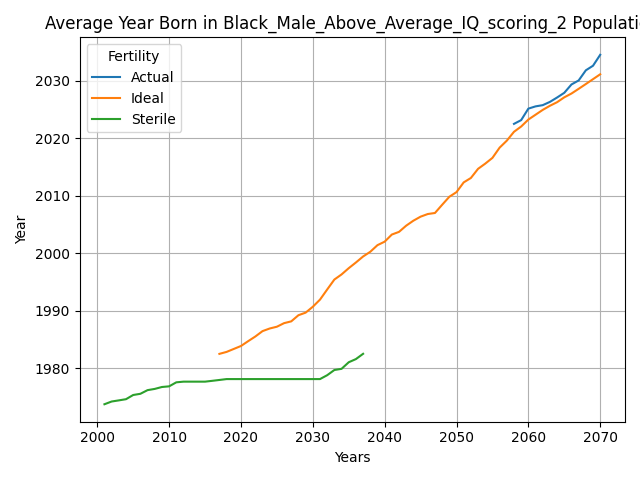 Average Year Born in Black_Male_Above_Average_IQ_scoring_2 Populati
Fertility
Actual
Ideal
Sterile
2030
2020
2010
2000
1990
1980
Year
2000 2010 2020 2030 2040 2050 2060 2070
Years